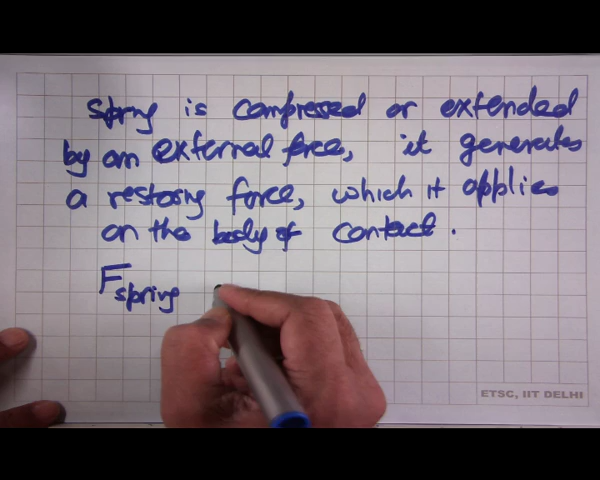 Spring is compressed or extended
by an external force, it generates
a restoring force, which it applies
on the body of contact.
F spring
ETSC, IIT DELHI